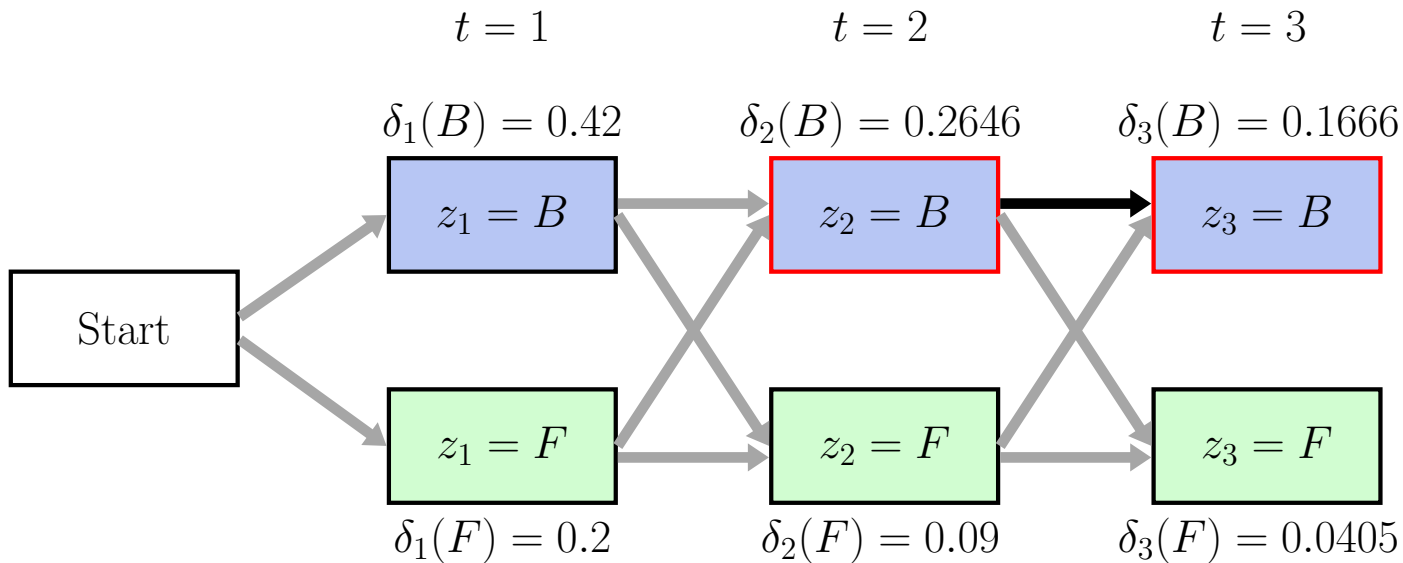 t = 1 t = 2 t = 3
δ₁(B) = 0.42 δ₂(B) = 0.2646 δ₃(B) = 0.1666
z₁ = B z₂ = B z₃ = B
Start
z₁ = F z₂ = F z₃ = F
δ₁(F) = 0.2 δ₂(F) = 0.09 δ₃(F) = 0.0405